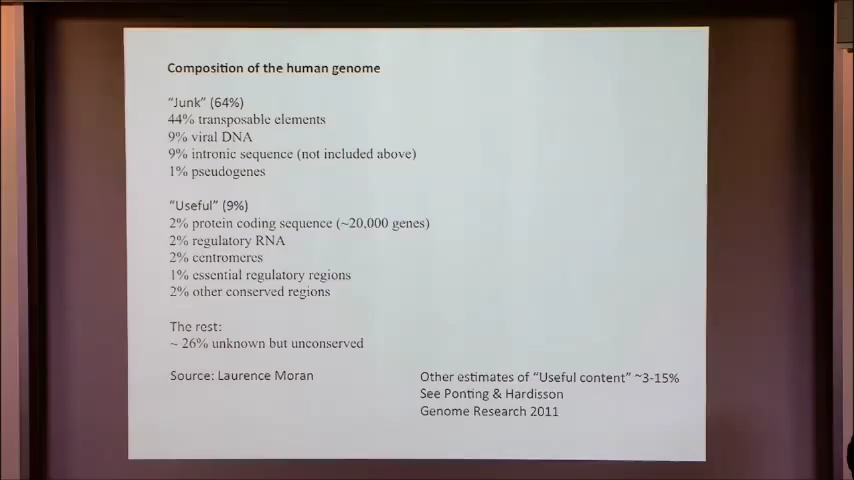 Composition of the human genome
"Junk" (64%)
44% transposable elements
9% viral DNA
9% intronic sequence (not included above)
1% pseudogenes
"Useful" (9%)
2% protein coding sequence (~20,000 genes)
2% regulatory RNA
2% centromeres
1% essential regulatory regions
2% other conserved regions
The rest:
~ 26% unknown but unconserved
Source: Laurence Moran
Other estimates of "Useful content" ~3-15%
See Ponting & Hardisson
Genome Research 2011